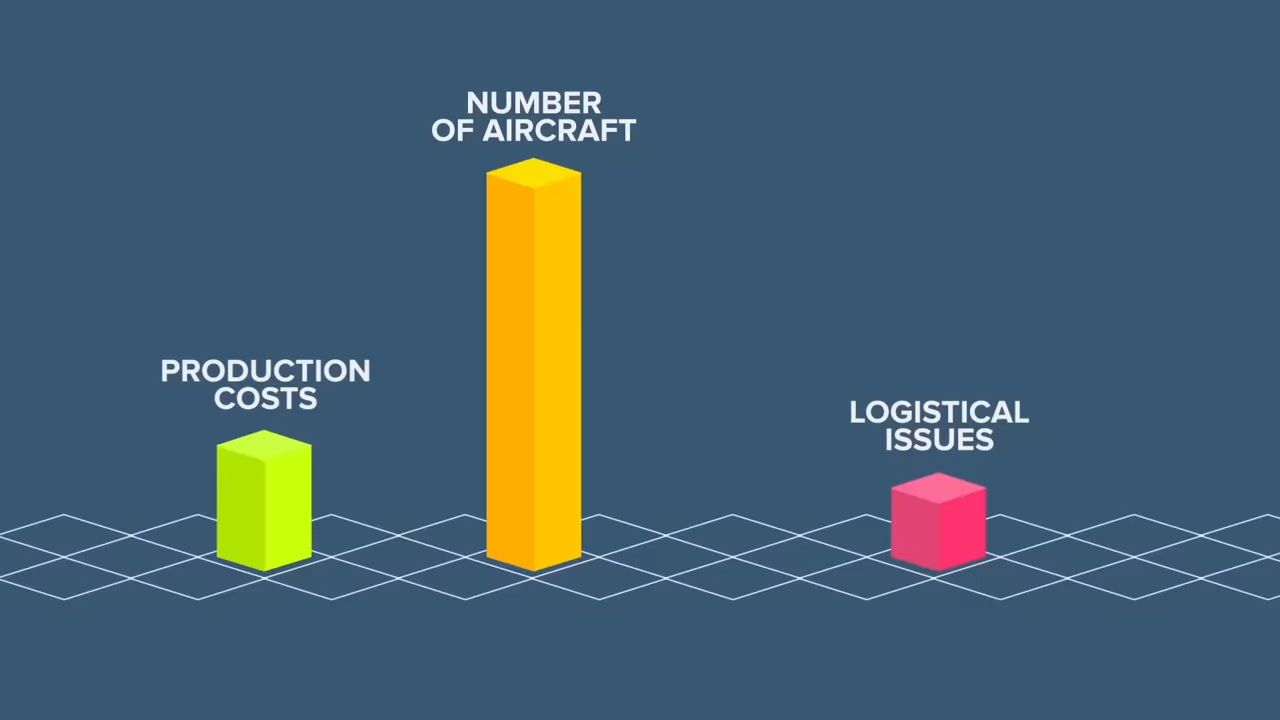 NUMBER
OF AIRCRAFT
PRODUCTION
COSTS
LOGISTICAL
ISSUES